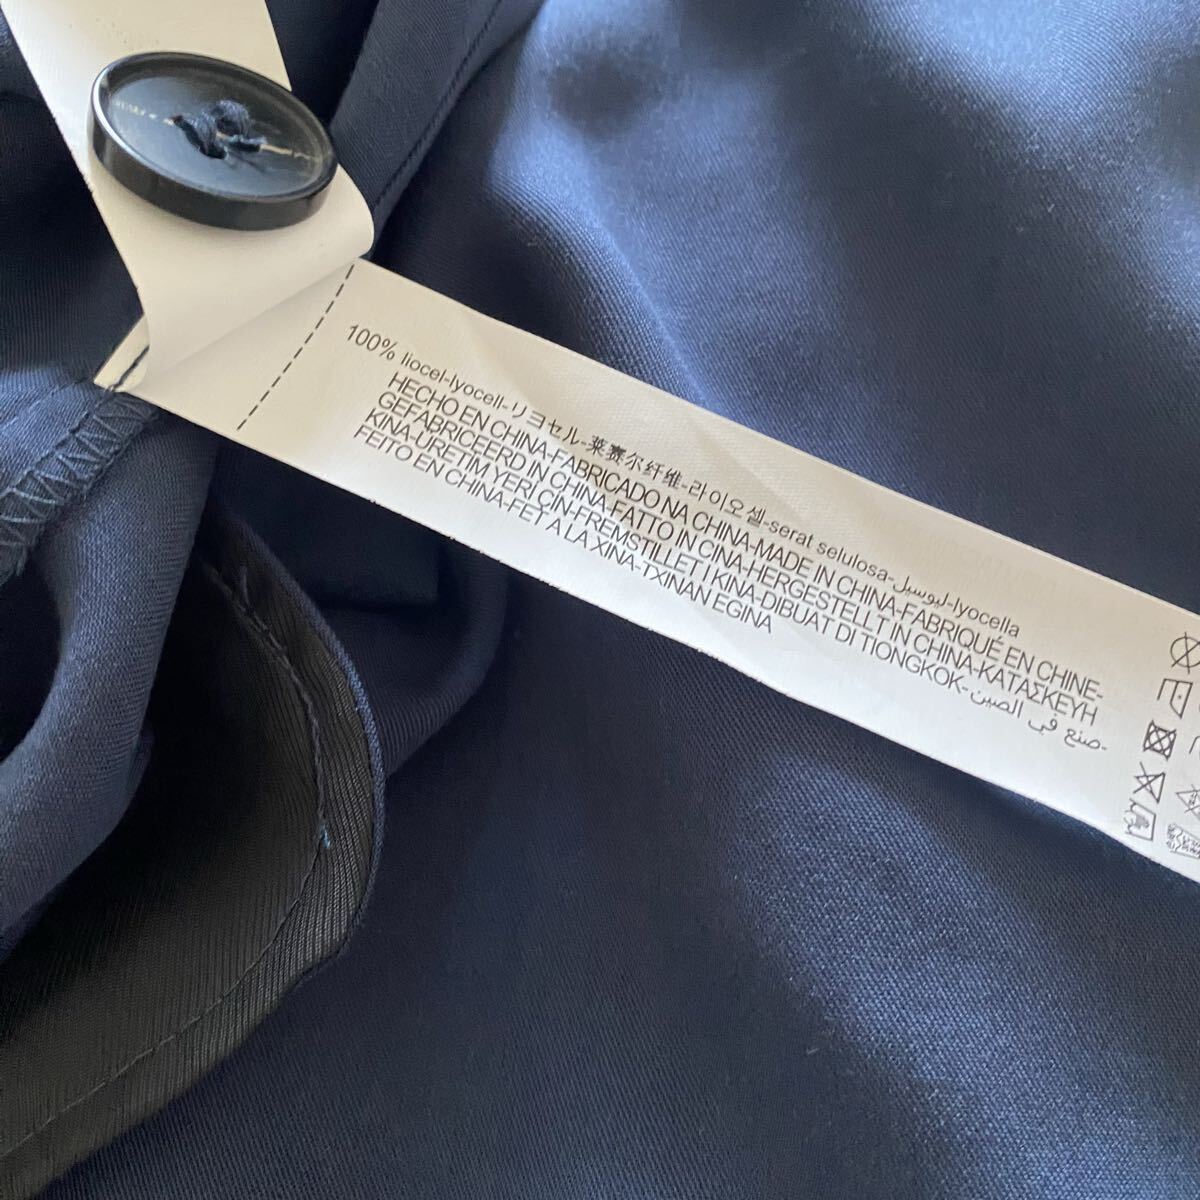 100% liocel-lyocell-リヨセル-莱赛尔纤维-라이오셀-serat selulosa-ليوسيل-lyocella
HECHO EN CHINA-FABRICADO NA CHINA-MADE IN CHINA-FABRIQUÉ EN CHINE-
GEFABRICEERD IN CHINA-FATTO IN CINA-HERGESTELLT IN CHINA-ΚΑΤΑΣΚΕΥΗ
KINA-URETIM YERİ ÇİN-FREMSTILLET I KINA-DIBUAT DI TIONGKOK-صنع في الصين-
FEITO EN CHINA-FET A LA XINA-TXINAN EGINA